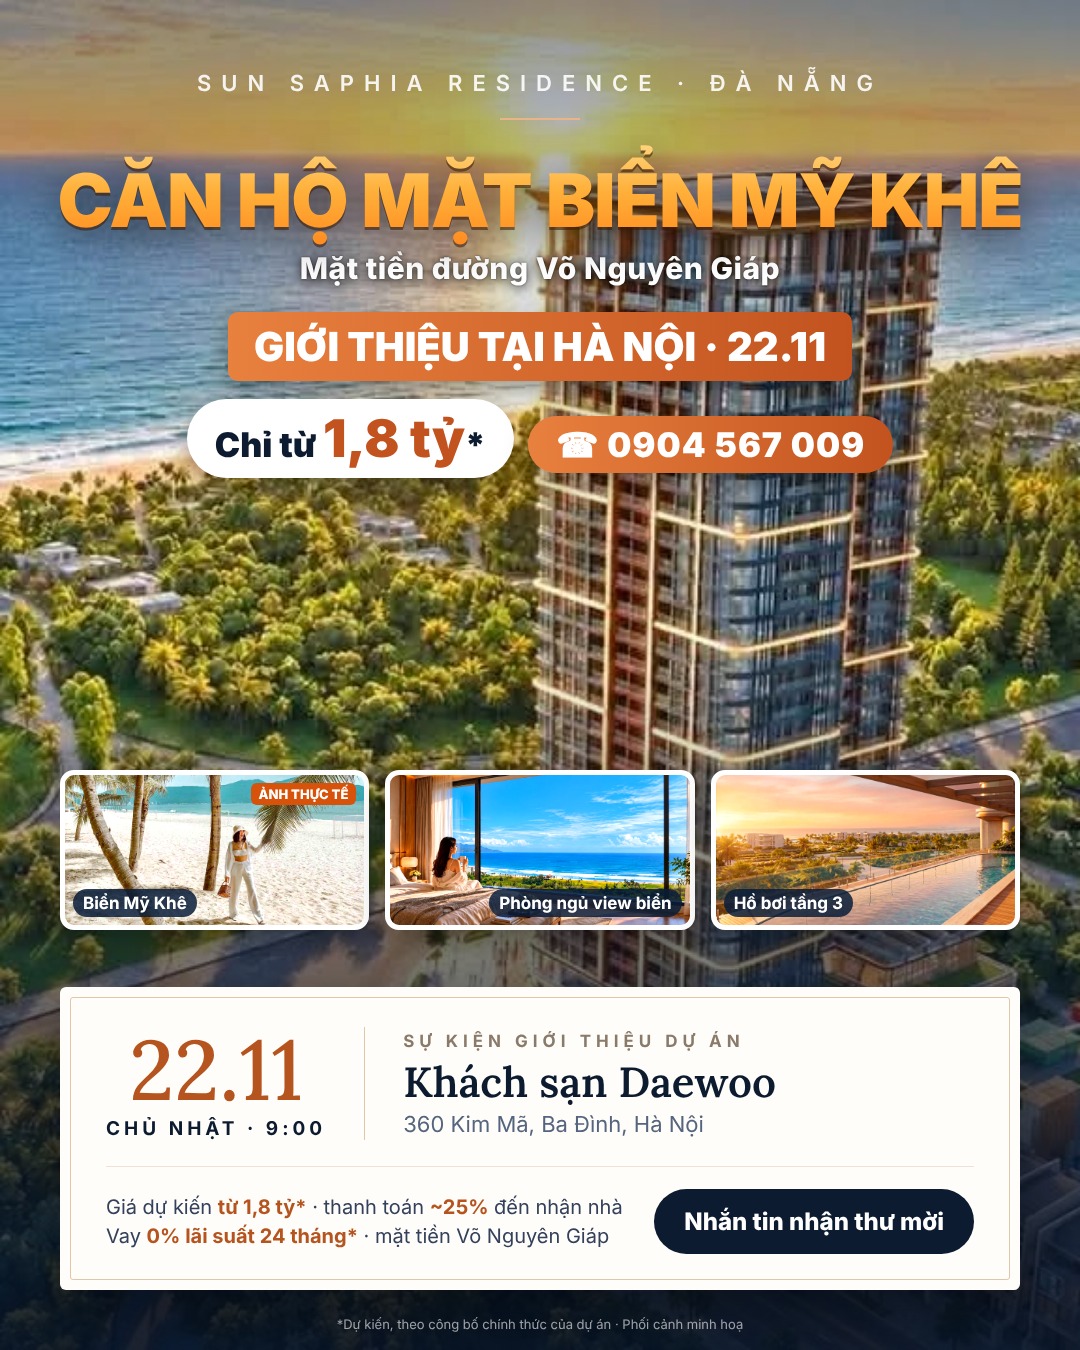 SUN SAPHIA RESIDENCE · ĐÀ NẴNG
CĂN HỘ MẶT BIỂN MỸ KHÊ
Mặt tiền đường Võ Nguyên Giáp
GIỚI THIỆU TẠI HÀ NỘI · 22.11
Chỉ từ 1,8 tỷ*
☎ 0904 567 009
ẢNH THỰC TẾ
Biển Mỹ Khê
Phòng ngủ view biển
Hồ bơi tầng 3
22.11
CHỦ NHẬT · 9:00
SỰ KIỆN GIỚI THIỆU DỰ ÁN
Khách sạn Daewoo
360 Kim Mã, Ba Đình, Hà Nội
Giá dự kiến từ 1,8 tỷ* · thanh toán ~25% đến nhận nhà
Vay 0% lãi suất 24 tháng* · mặt tiền Võ Nguyên Giáp
Nhắn tin nhận thư mời
*Dự kiến, theo công bố chính thức của dự án · Phối cảnh minh hoạ